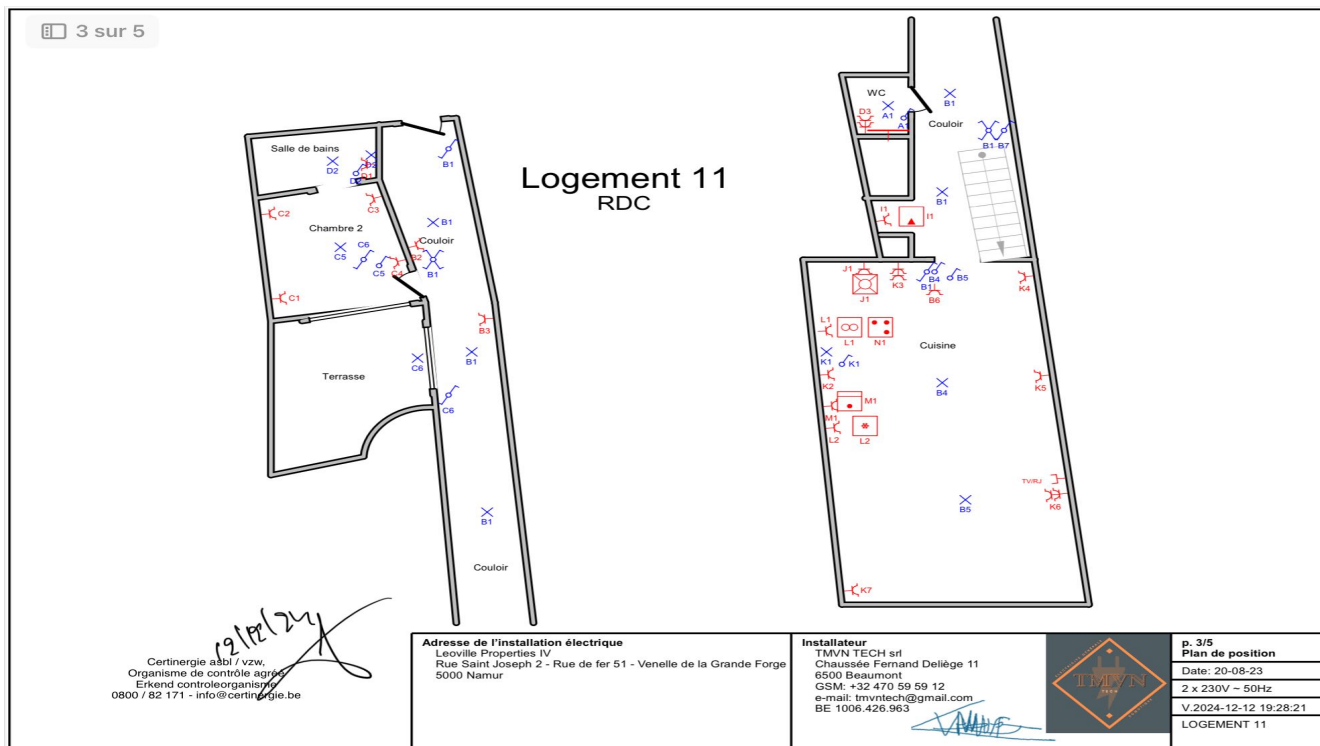 3 sur 5
Logement 11
RDC
Salle de bains
D2
D3
D1
D2
C2
C3
Chambre 2
C5
C6
C5
C4
C1
B1
B1
Couloir
B2
B1
B3
B1
Terrasse
C6
C6
B1
Couloir
WC
D3
A1
A1
B1
Couloir
B1
B7
B1
I1
I1
J1
J1
K3
B1
B4
B5
B6
K4
L1
L1
N1
Cuisine
K1
K1
K2
B4
K5
M1
M1
L2
L2
TV/RJ
K6
B5
K7
12/12/24
Certinergie asbl / vzw,
Organisme de contrôle agréé
Erkend controleorganisme
0800 / 82 171 - info@certinergie.be
Adresse de l'installation électrique
Leoville Properties IV
Rue Saint Joseph 2 - Rue de fer 51 - Venelle de la Grande Forge
5000 Namur
Installateur
TMVN TECH srl
Chaussée Fernand Deliège 11
6500 Beaumont
GSM: +32 470 59 59 12
e-mail: tmvntech@gmail.com
BE 1006.426.963
TMVN
TECH
p. 3/5
Plan de position
Date: 20-08-23
2 x 230V ~ 50Hz
V.2024-12-12 19:28:21
LOGEMENT 11